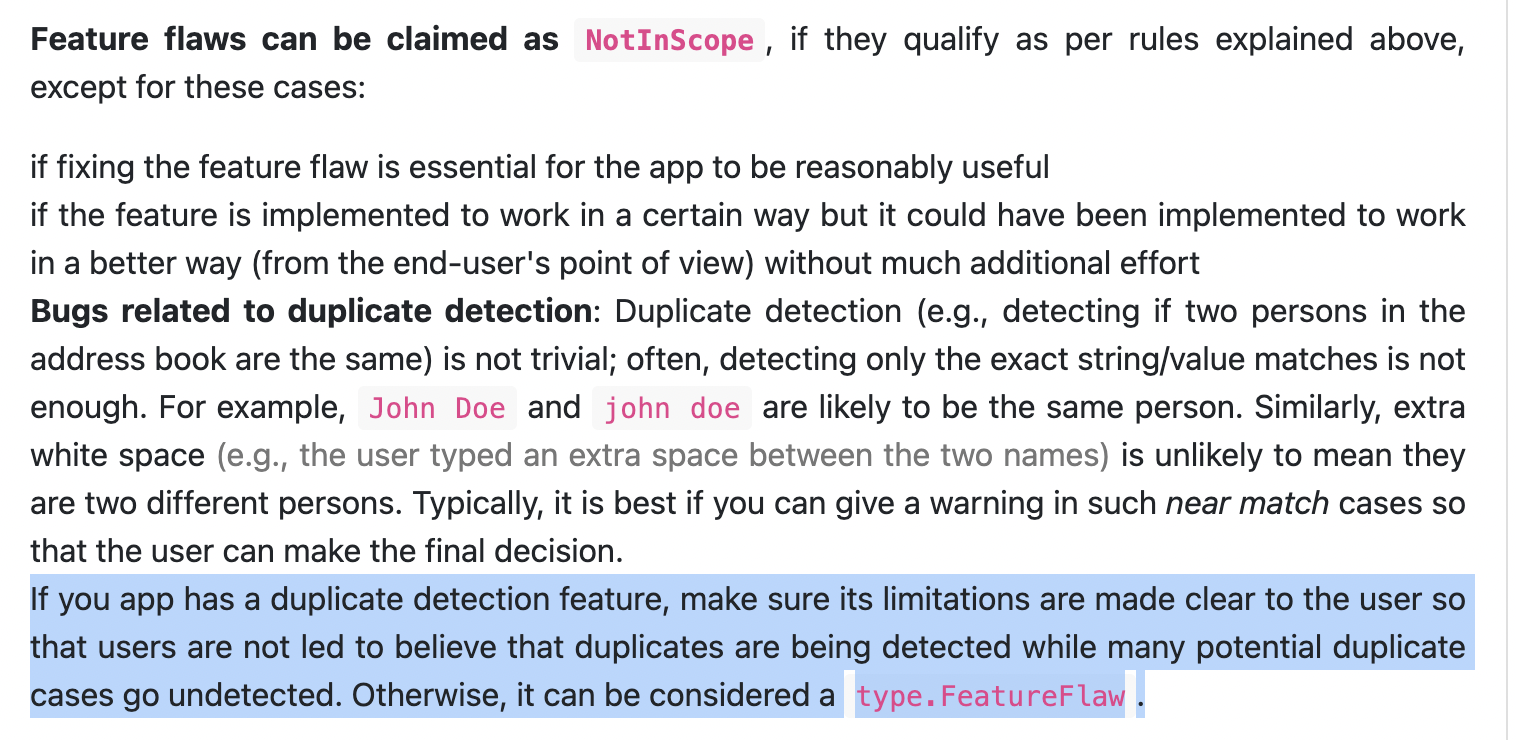 Feature flaws can be claimed as NotInScope, if they qualify as per rules explained above,
except for these cases:
if fixing the feature flaw is essential for the app to be reasonably useful
if the feature is implemented to work in a certain way but it could have been implemented to work
in a better way (from the end-user's point of view) without much additional effort
Bugs related to duplicate detection: Duplicate detection (e.g., detecting if two persons in the
address book are the same) is not trivial; often, detecting only the exact string/value matches is not
enough. For example, John Doe and john doe are likely to be the same person. Similarly, extra
white space (e.g., the user typed an extra space between the two names) is unlikely to mean they
are two different persons. Typically, it is best if you can give a warning in such near match cases so
that the user can make the final decision.
If you app has a duplicate detection feature, make sure its limitations are made clear to the user so
that users are not led to believe that duplicates are being detected while many potential duplicate
cases go undetected. Otherwise, it can be considered a type.FeatureFlaw.